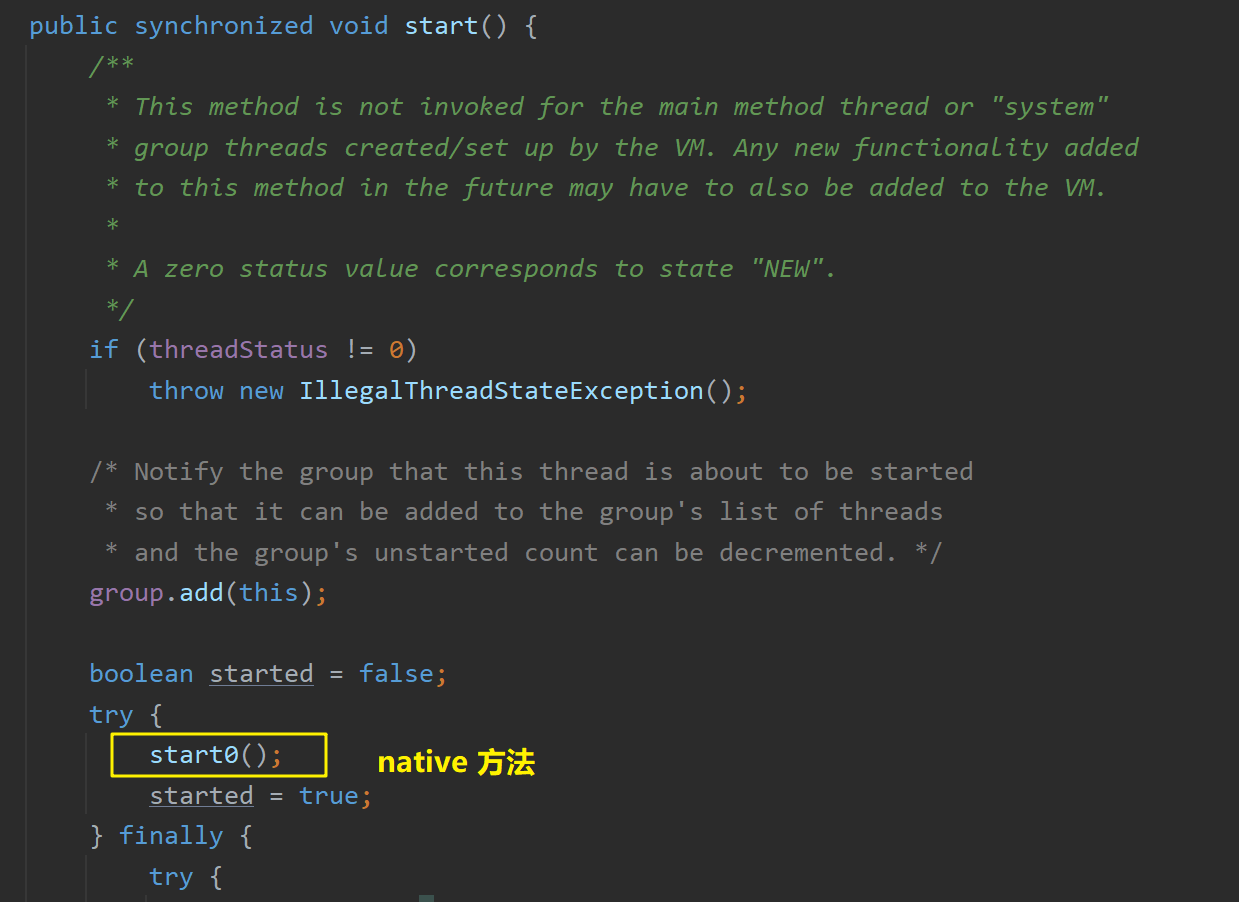 public synchronized void start() {
/**
* This method is not invoked for the main method thread or "system"
* group threads created/set up by the VM. Any new functionality added
* to this method in the future may have to also be added to the VM.
*
* A zero status value corresponds to state "NEW".
*/
if (threadStatus != 0)
throw new IllegalThreadStateException();
/* Notify the group that this thread is about to be started
* so that it can be added to the group's list of threads
* and the group's unstarted count can be decremented. */
group.add(this);
boolean started = false;
try {
start0(); native 方法
started = true;
} finally {
try {